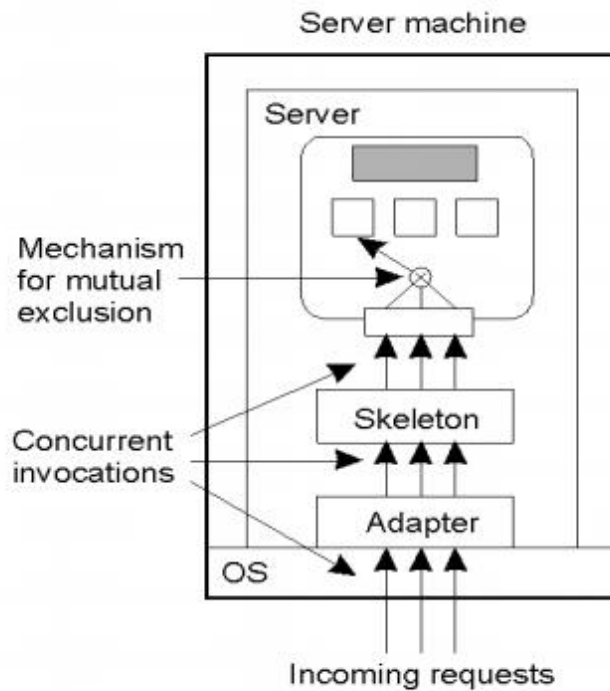 Server machine
Server
Mechanism
for mutual
exclusion
Skeleton
Concurrent
invocations
Adapter
OS
Incoming requests